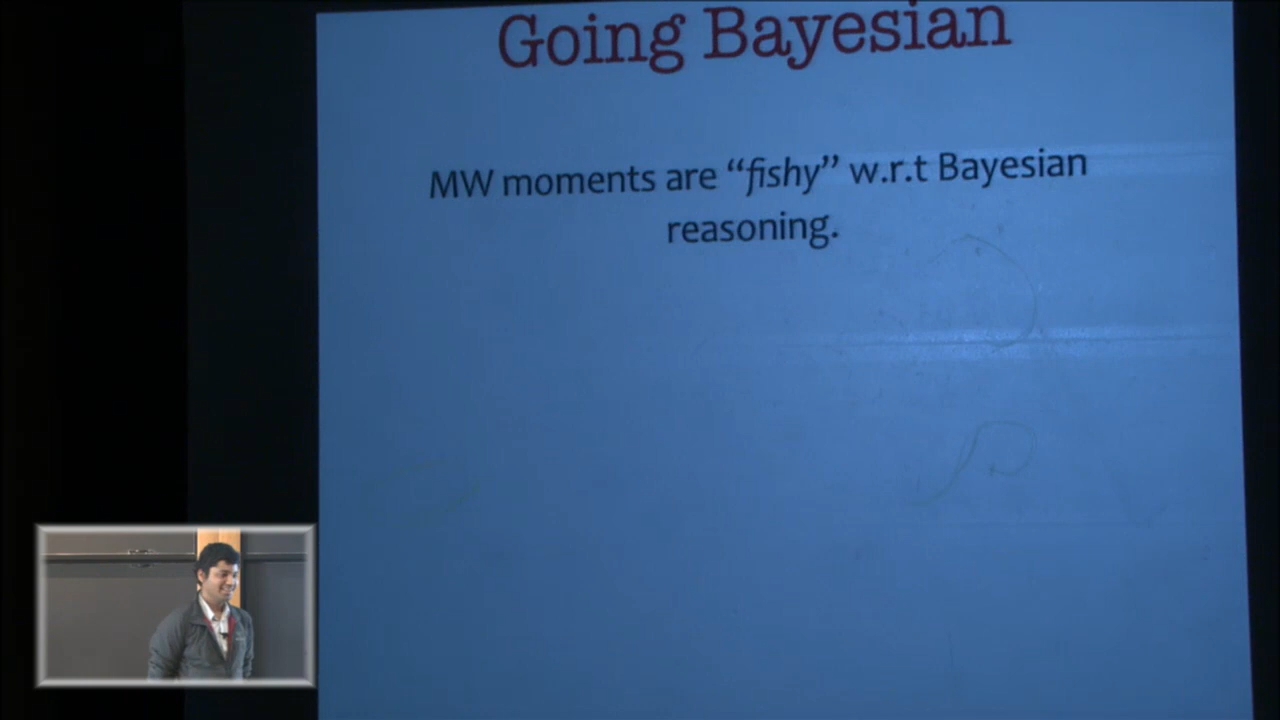 Going Bayesian
MW moments are “fishy” w.r.t Bayesian
reasoning.